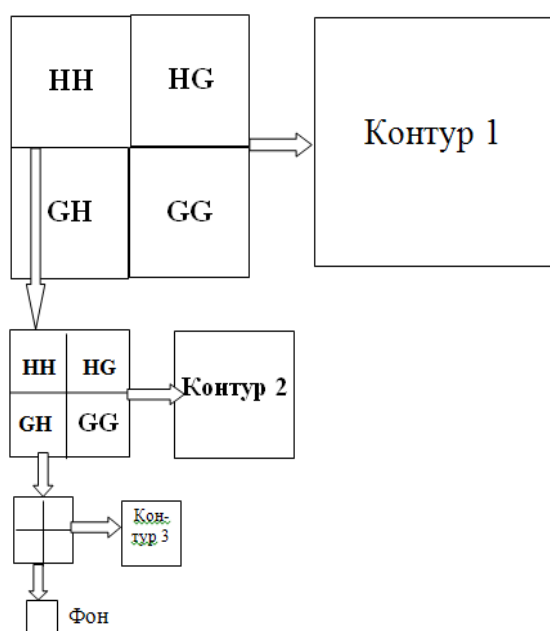 HH HG
Контур 1
GH GG
HH HG
Контур 2
GH GG
Кон-
тур 3
Фон